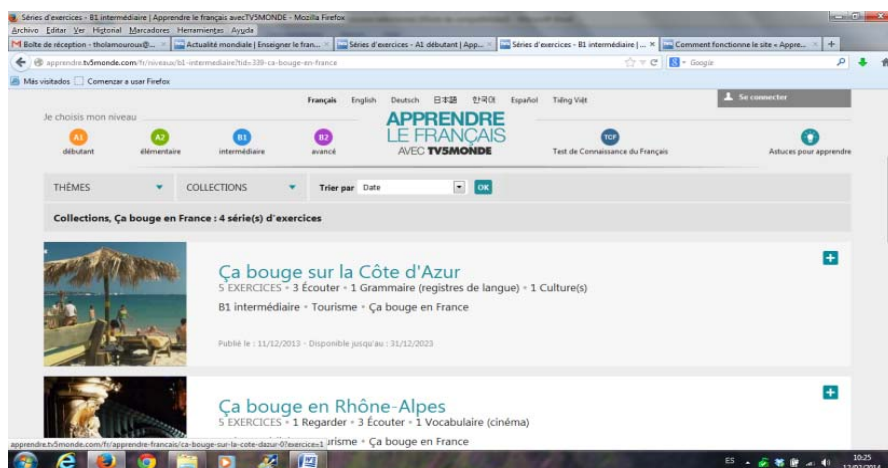 Séries d'exercices - B1 intermédiaire | Apprendre le français avecTV5MONDE - Mozilla Firefox
Archivo Editar Ver Historial Marcadores Herramientas Ayuda
Boîte de réception - tholamouroux@... × Actualité mondiale | Enseigner le fran... × Séries d'exercices - A1 débutant | App... × Séries d'exercices - B1 intermédiaire | ... × Comment fonctionne le site « Appre... × +
apprendre.tv5monde.com/fr/niveaux/b1-intermediaire?tid=339-ca-bouge-en-france
Google
Más visitados Comenzar a usar Firefox
Français English Deutsch 日本語 한국어 Español Tiếng Việt
Se connecter
Je choisis mon niveau
A1 A2 B1 B2
débutant élémentaire intermédiaire avancé
APPRENDRE
LE FRANÇAIS
AVEC TV5MONDE
TCF
Test de Connaissance du Français
Astuces pour apprendre
THÈMES COLLECTIONS Trier par Date OK
Collections, Ça bouge en France : 4 série(s) d'exercices
Ça bouge sur la Côte d'Azur
5 EXERCICES • 3 Écouter • 1 Grammaire (registres de langue) • 1 Culture(s)
B1 intermédiaire • Tourisme • Ça bouge en France
Publié le : 11/12/2013 - Disponible jusqu'au : 31/12/2023
Ça bouge en Rhône-Alpes
5 EXERCICES • 1 Regarder • 3 Écouter • 1 Vocabulaire (cinéma)
apprendre.tv5monde.com/fr/apprendre-francais/ca-bouge-sur-la-cote-dazur-0?exercice=1
urisme • Ça bouge en France
ES
10:25
12/02/2014